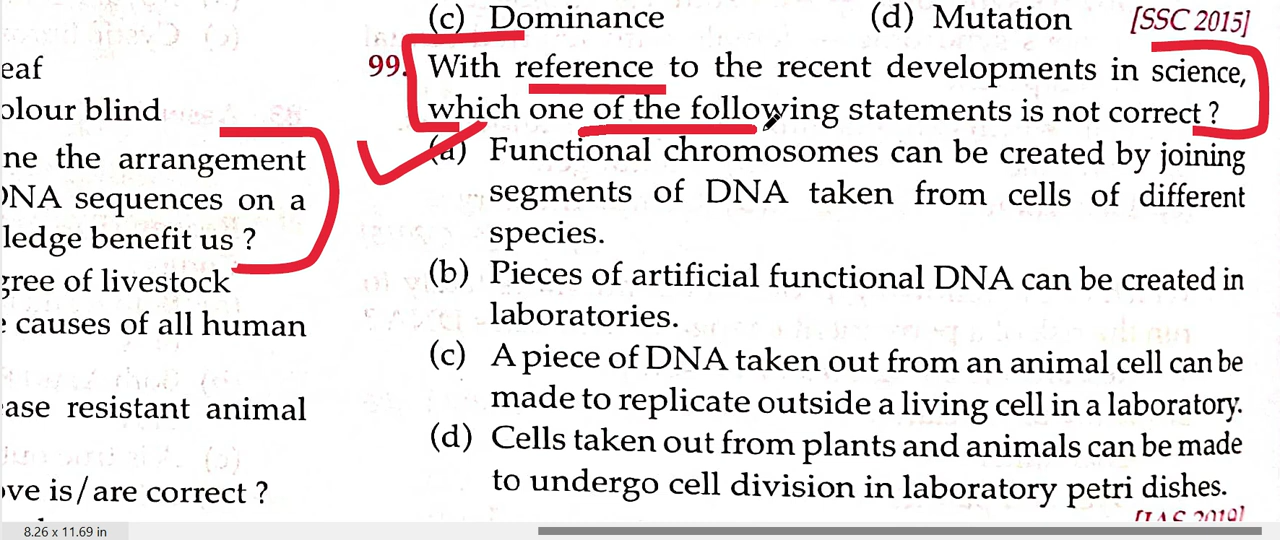 (c) Dominance (d) Mutation [SSC 2015]
eaf
olour blind
ne the arrangement
NA sequences on a
ledge benefit us ?
gree of livestock
causes of all human
ase resistant animal
ve is/are correct ?
99. With reference to the recent developments in science,
which one of the following statements is not correct ?
(a) Functional chromosomes can be created by joining
segments of DNA taken from cells of different
species.
(b) Pieces of artificial functional DNA can be created in
laboratories.
(c) A piece of DNA taken out from an animal cell can be
made to replicate outside a living cell in a laboratory.
(d) Cells taken out from plants and animals can be made
to undergo cell division in laboratory petri dishes.
[IAS 2019]
8.26 x 11.69 in